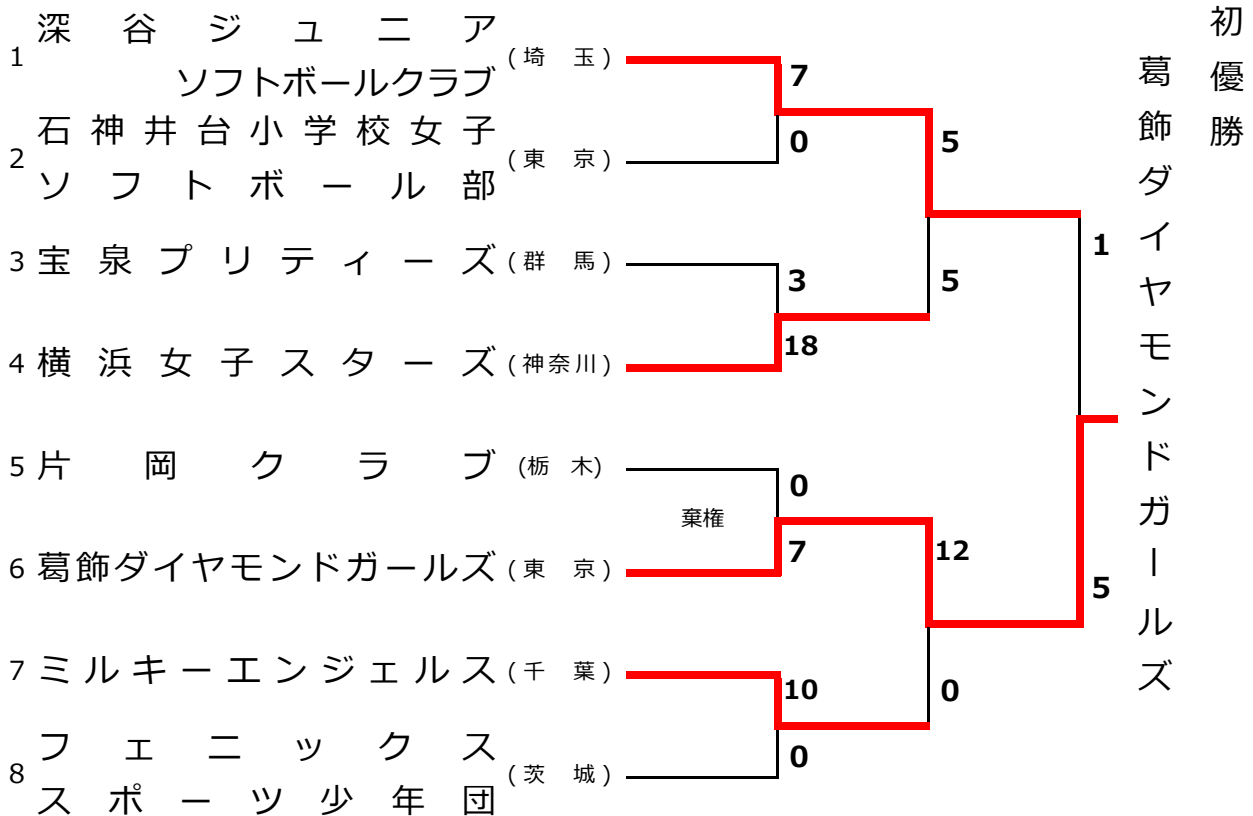 1 深谷ジュニア
ソフトボールクラブ (埼玉)
2 石神井台小学校女子
ソフトボール部 (東京)
3 宝泉プリティーズ (群馬)
4 横浜女子スターズ (神奈川)
5 片岡クラブ (栃木)
6 葛飾ダイヤモンドガールズ (東京)
7 ミルキーエンジェルス (千葉)
8 フェニックス
スポーツ少年団 (茨城)
7
0
3
18
0
棄権
7
10
0
5
5
12
0
1
5
初優勝
葛飾ダイヤモンドガールズ